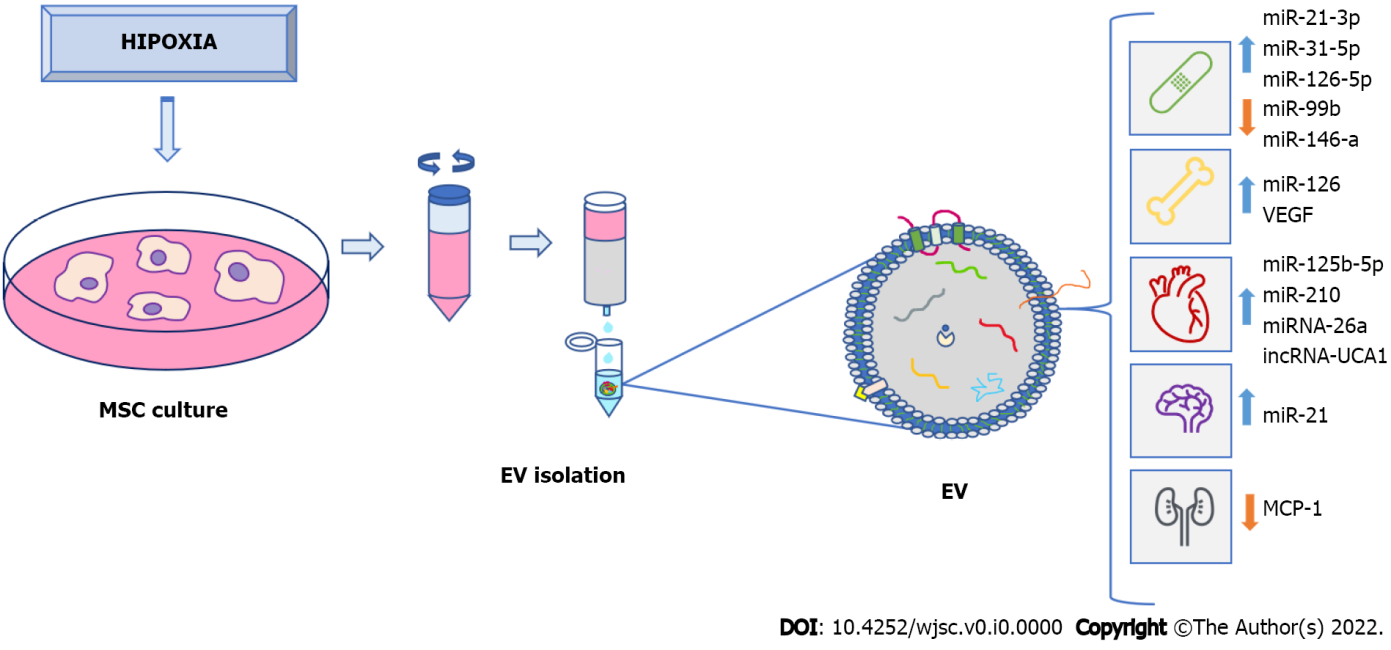 HIPOXIA
MSC culture
EV isolation
EV
miR-21-3p
miR-31-5p
miR-126-5p
miR-99b
miR-146-a
miR-126
VEGF
miR-125b-5p
miR-210
miRNA-26a
incRNA-UCA1
miR-21
MCP-1
DOI: 10.4252/wjsc.v0.i0.0000 Copyright ©The Author(s) 2022.